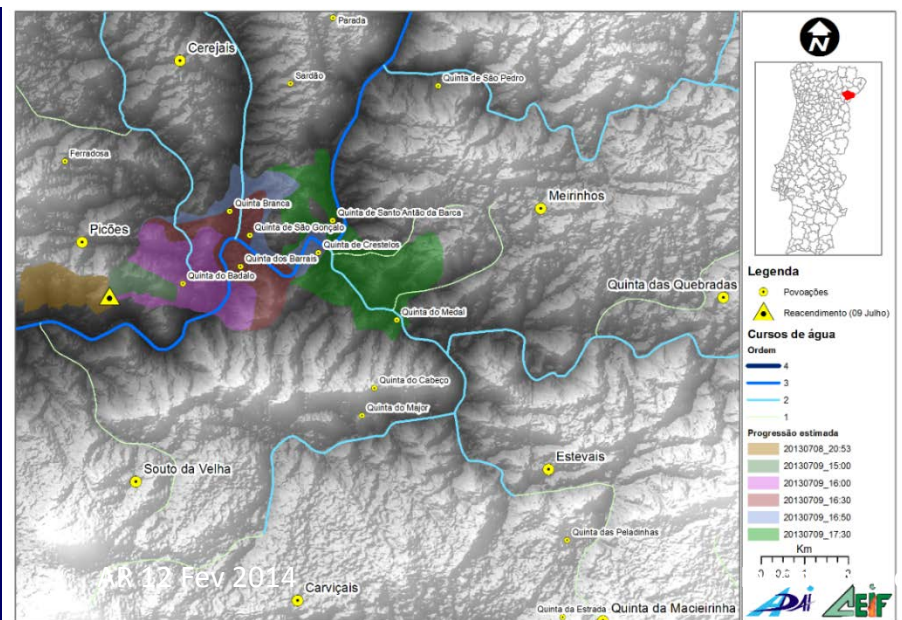 Parada
Cerejais
Sardão
Quinta de São Pedro
Ferradosa
Meirinhos
Quinta Branca
Quinta de Santo Antão da Barca
Picões
Quinta de São Gonçalo
Quinta de Crestelos
Quinta dos Barrais
Quinta do Badalo
Quinta das Quebradas
Quinta do Medal
Quinta do Cabeço
Quinta do Major
Souto da Velha
Estevais
Quinta das Peladinhas
AR 12 Fev 2014
Carviçais
Quinta da Estrada
Quinta da Macieirinha
N
Legenda
Povoações
Reacendimento (09 Julho)
Cursos de água
Ordem
4
3
2
1
Progressão estimada
20130708_20:53
20130709_15:00
20130709_16:00
20130709_16:30
20130709_16:50
20130709_17:30
Km
ADAI
CEIF